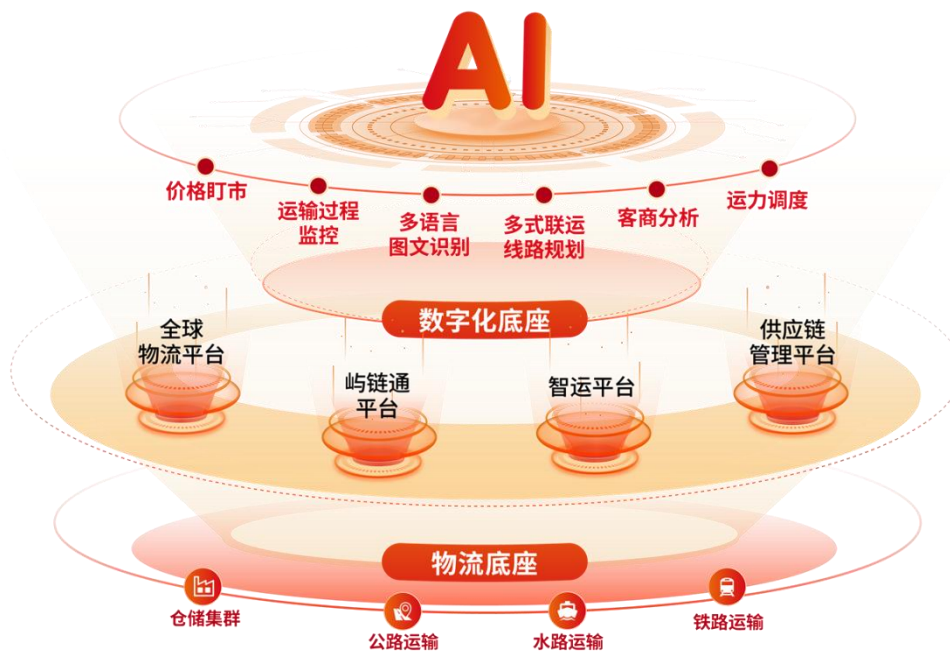 AI
价格盯市
运输过程
监控
多语言
图文识别
多式联运
线路规划
客商分析
运力调度
数字化底座
全球
物流平台
屿链通
平台
智运平台
供应链
管理平台
物流底座
仓储集群
公路运输
水路运输
铁路运输